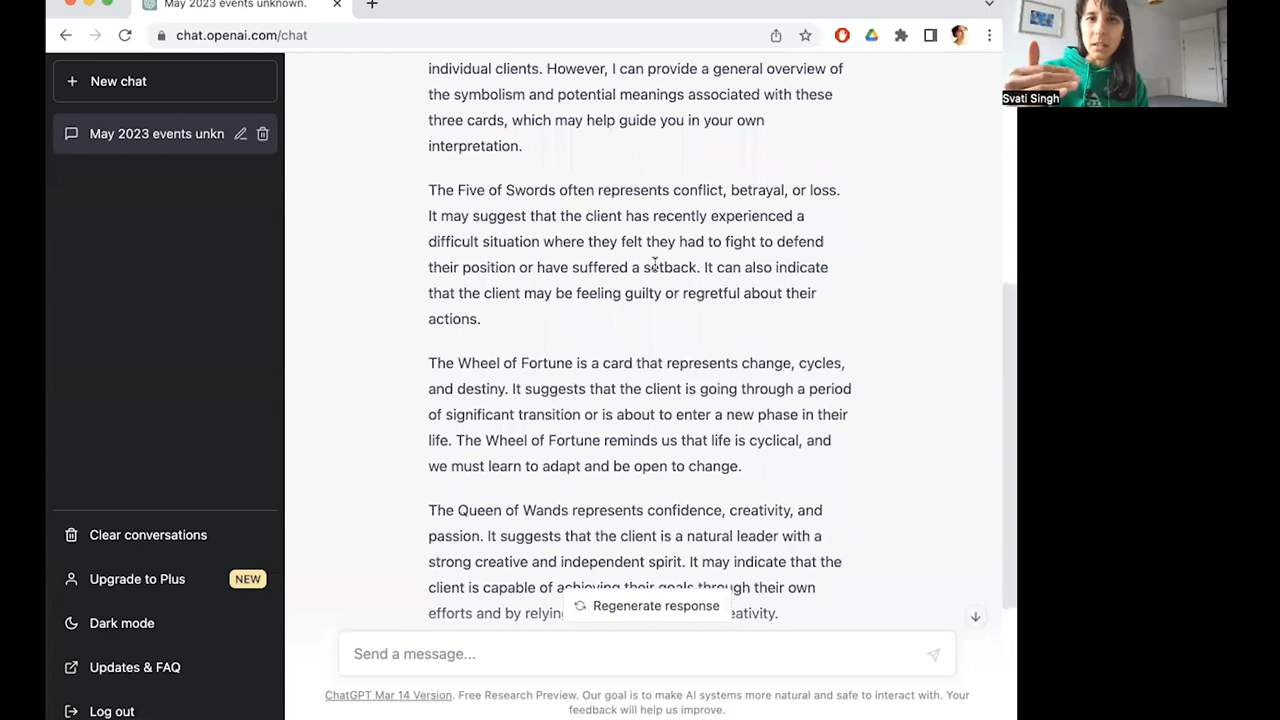 May 2023 events unknown.
chat.openai.com/chat
New chat
May 2023 events unkn
Clear conversations
Upgrade to Plus
NEW
Dark mode
Updates & FAQ
Log out
individual clients. However, I can provide a general overview of
the symbolism and potential meanings associated with these
three cards, which may help guide you in your own
interpretation.
The Five of Swords often represents conflict, betrayal, or loss.
It may suggest that the client has recently experienced a
difficult situation where they felt they had to fight to defend
their position or have suffered a setback. It can also indicate
that the client may be feeling guilty or regretful about their
actions.
The Wheel of Fortune is a card that represents change, cycles,
and destiny. It suggests that the client is going through a period
of significant transition or is about to enter a new phase in their
life. The Wheel of Fortune reminds us that life is cyclical, and
we must learn to adapt and be open to change.
The Queen of Wands represents confidence, creativity, and
passion. It suggests that the client is a natural leader with a
strong creative and independent spirit. It may indicate that the
client is capable of achieving their goals through their own
efforts and by relying eativity.
Regenerate response
Send a message...
ChatGPT Mar 14 Version. Free Research Preview. Our goal is to make AI systems more natural and safe to interact with. Your
feedback will help us improve.
Svati Singh